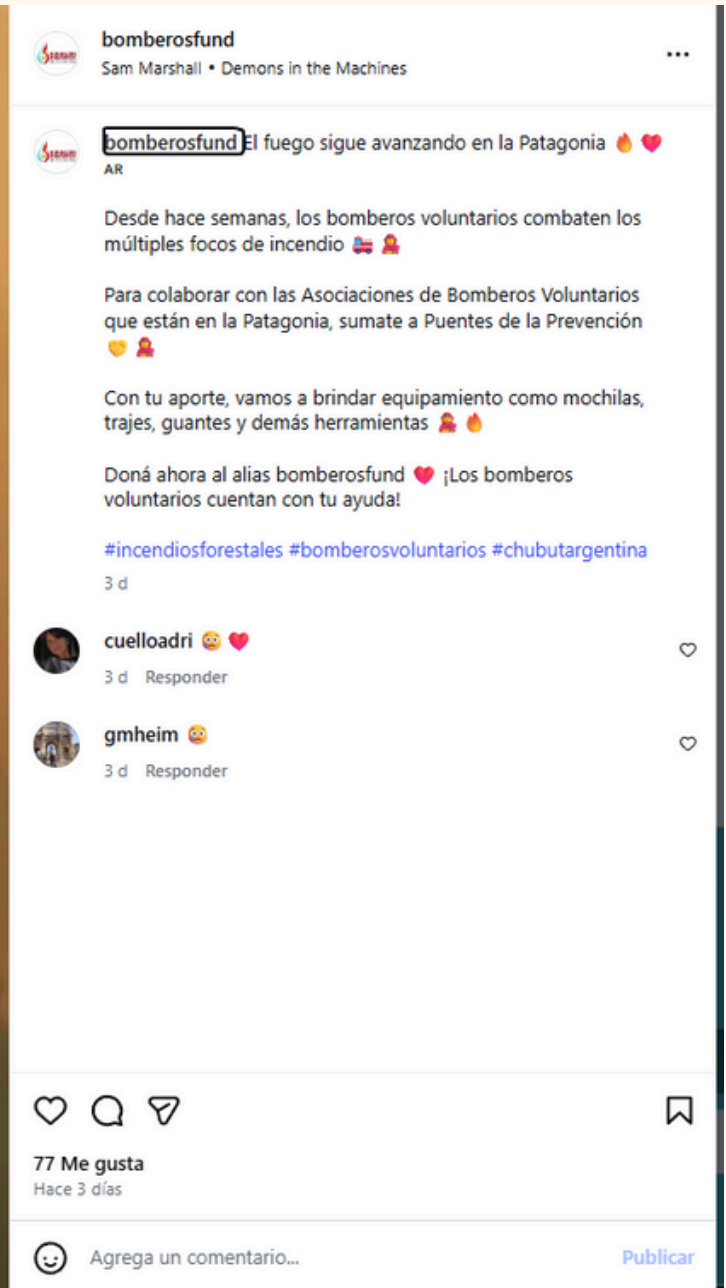 bomberosfund
Sam Marshall • Demons in the Machines
bomberosfund El fuego sigue avanzando en la Patagonia 🔥 ❤️
AR
Desde hace semanas, los bomberos voluntarios combaten los
múltiples focos de incendio 🚒 👩‍🚒
Para colaborar con las Asociaciones de Bomberos Voluntarios
que están en la Patagonia, sumate a Puentes de la Prevención
🤝 👩‍🚒
Con tu aporte, vamos a brindar equipamiento como mochilas,
trajes, guantes y demás herramientas 👩‍🚒 🔥
Doná ahora al alias bomberosfund ❤️ ¡Los bomberos
voluntarios cuentan con tu ayuda!
#incendiosforestales #bomberosvoluntarios #chubutargentina
3 d
cuelloadri 😢 ❤️
3 d Responder
gmheim 😢
3 d Responder
77 Me gusta
Hace 3 días
Agrega un comentario... Publicar